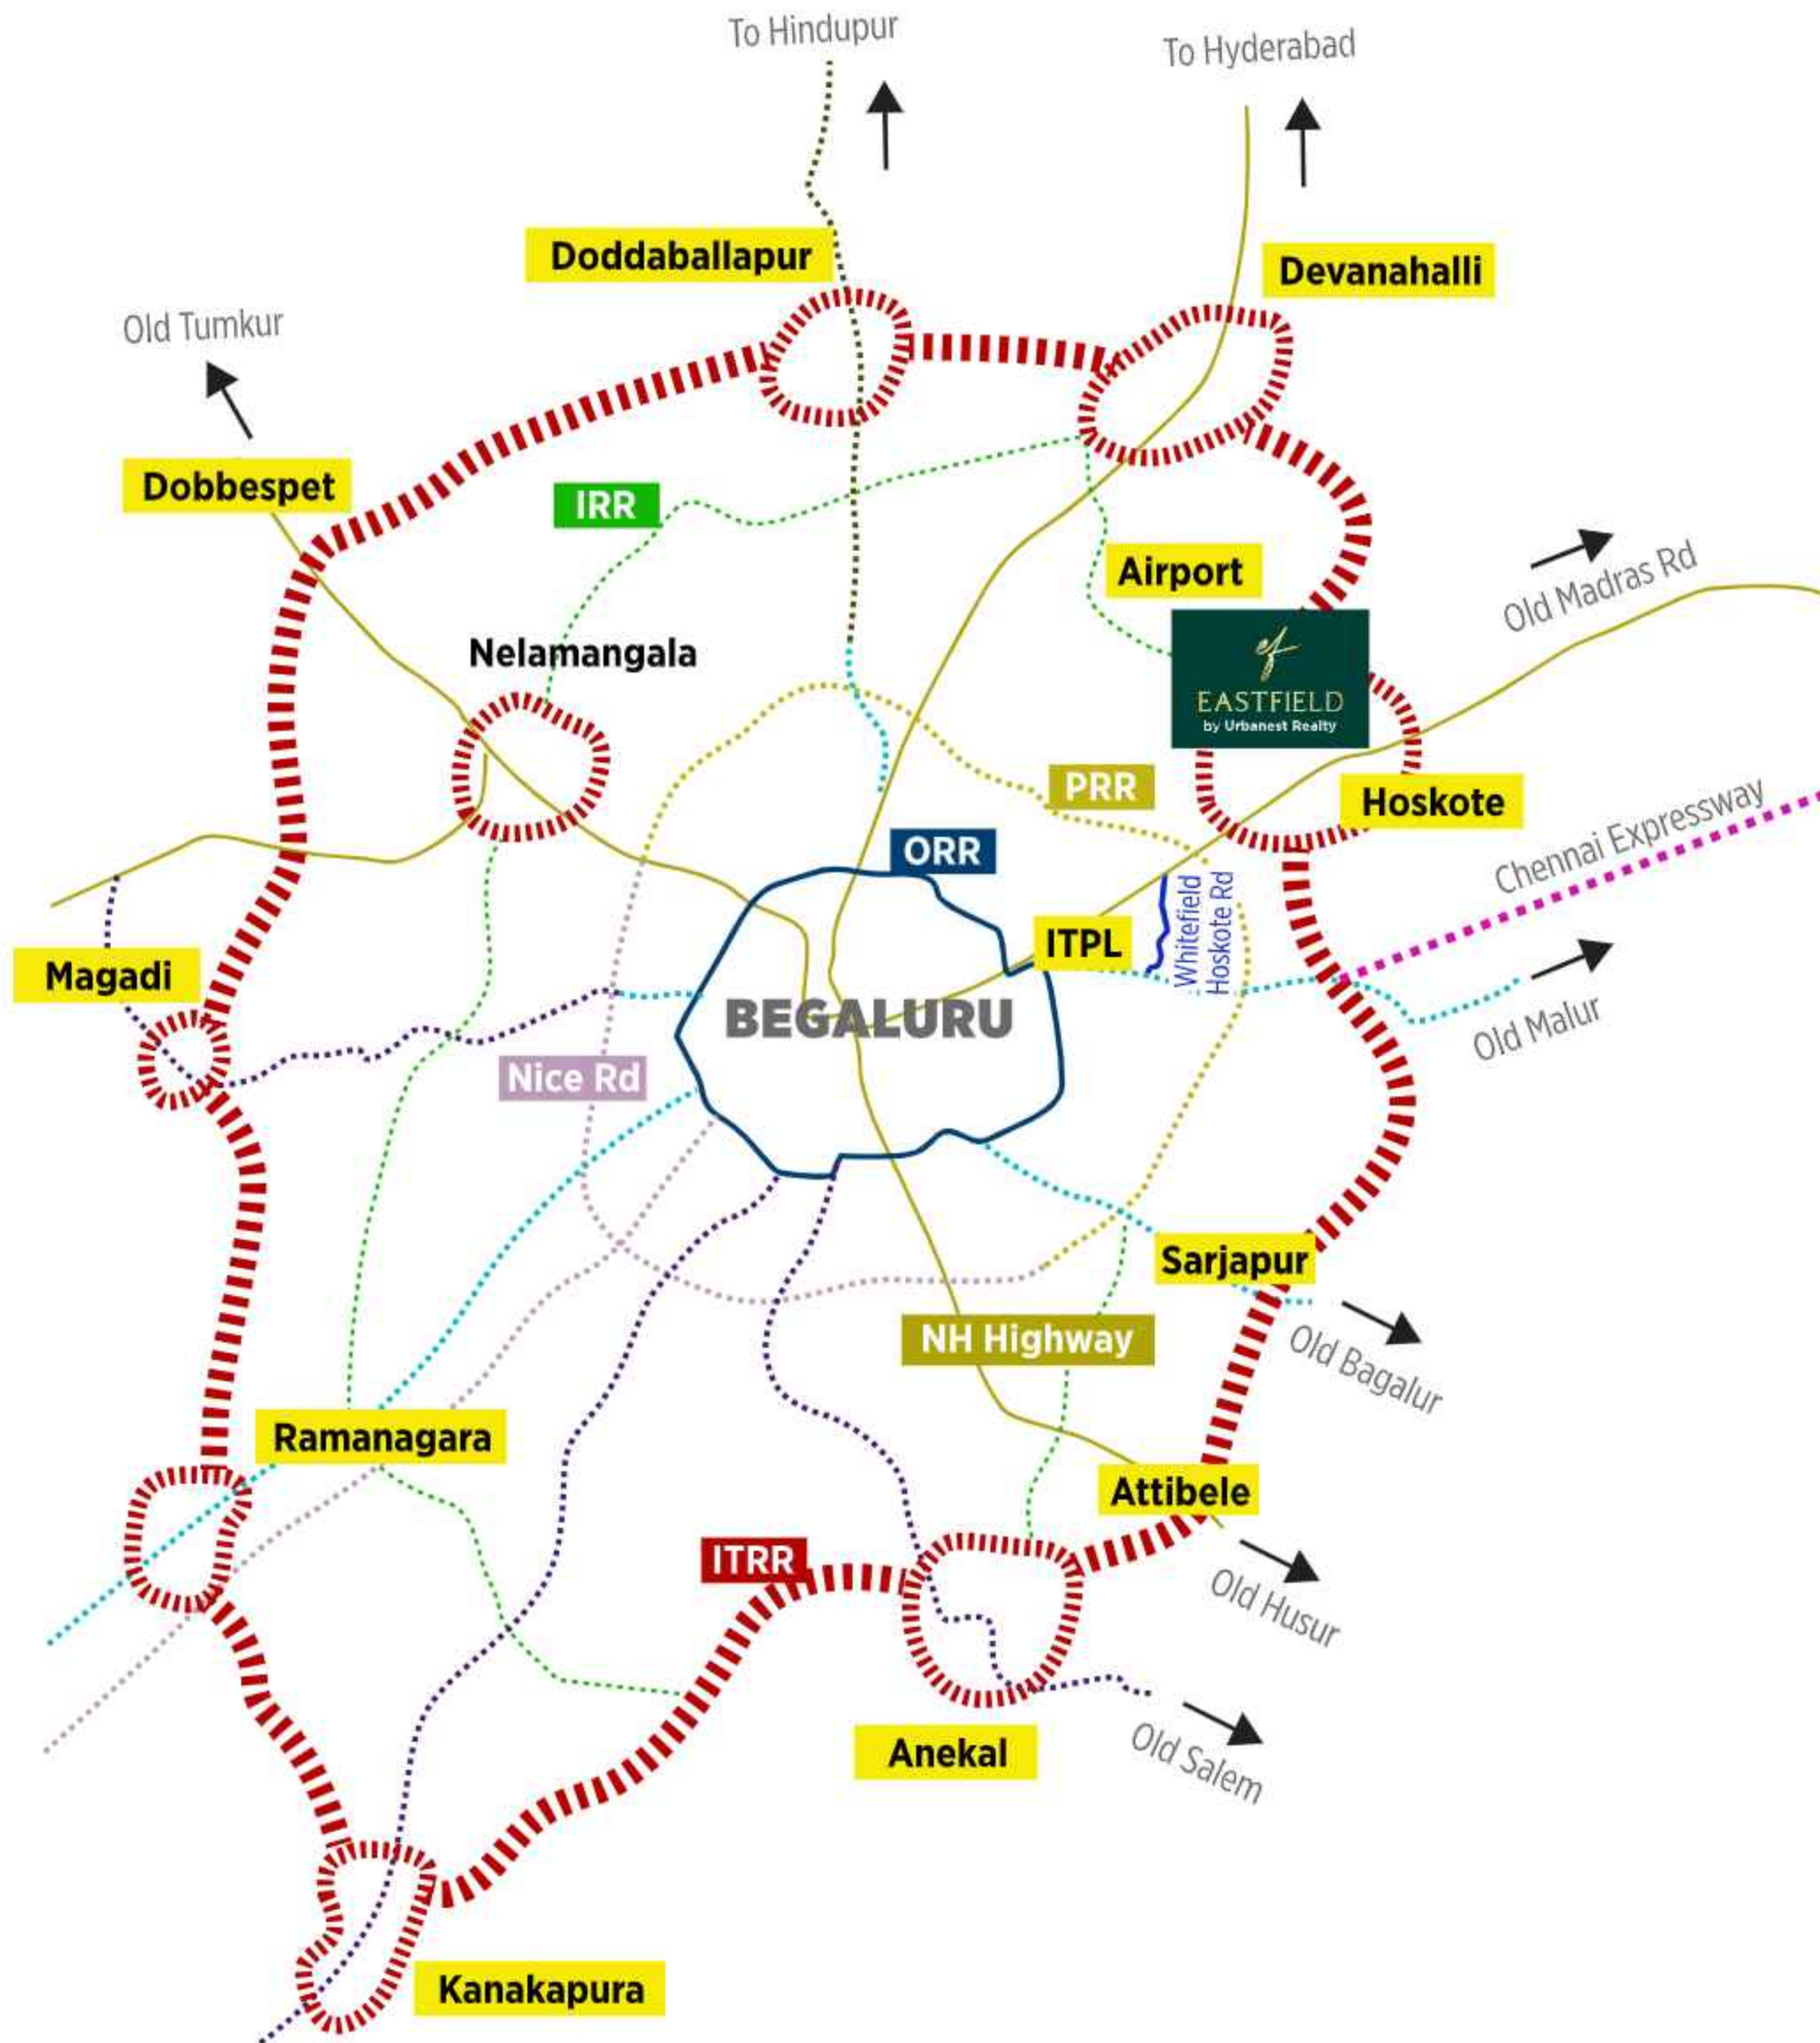 To Hindupur
To Hyderabad
Doddaballapur
Devanahalli
Old Tumkur
Dobbespet
IRR
Airport
Old Madras Rd
Nelamangala
EASTFIELD
by Urbanest Realty
PRR
Hoskote
Chennai Expressway
ORR
ITPL
Whitefield
Hoskote Rd
Magadi
BEGALURU
Old Malur
Nice Rd
Sarjapur
NH Highway
Old Bagalur
Ramanagara
Attibele
ITRR
Old Husur
Anekal
Old Salem
Kanakapura